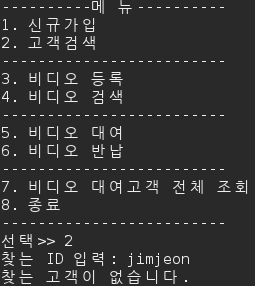 ----------메 뉴----------
1. 신규가입
2. 고객검색
-------------------------
3. 비디오 등록
4. 비디오 검색
-------------------------
5. 비디오 대여
6. 비디오 반납
-------------------------
7. 비디오 대여고객 전체 조회
8. 종료
-------------------------
선택>> 2
찾는 ID 입력: jimjeon
찾는 고객이 없습니다.